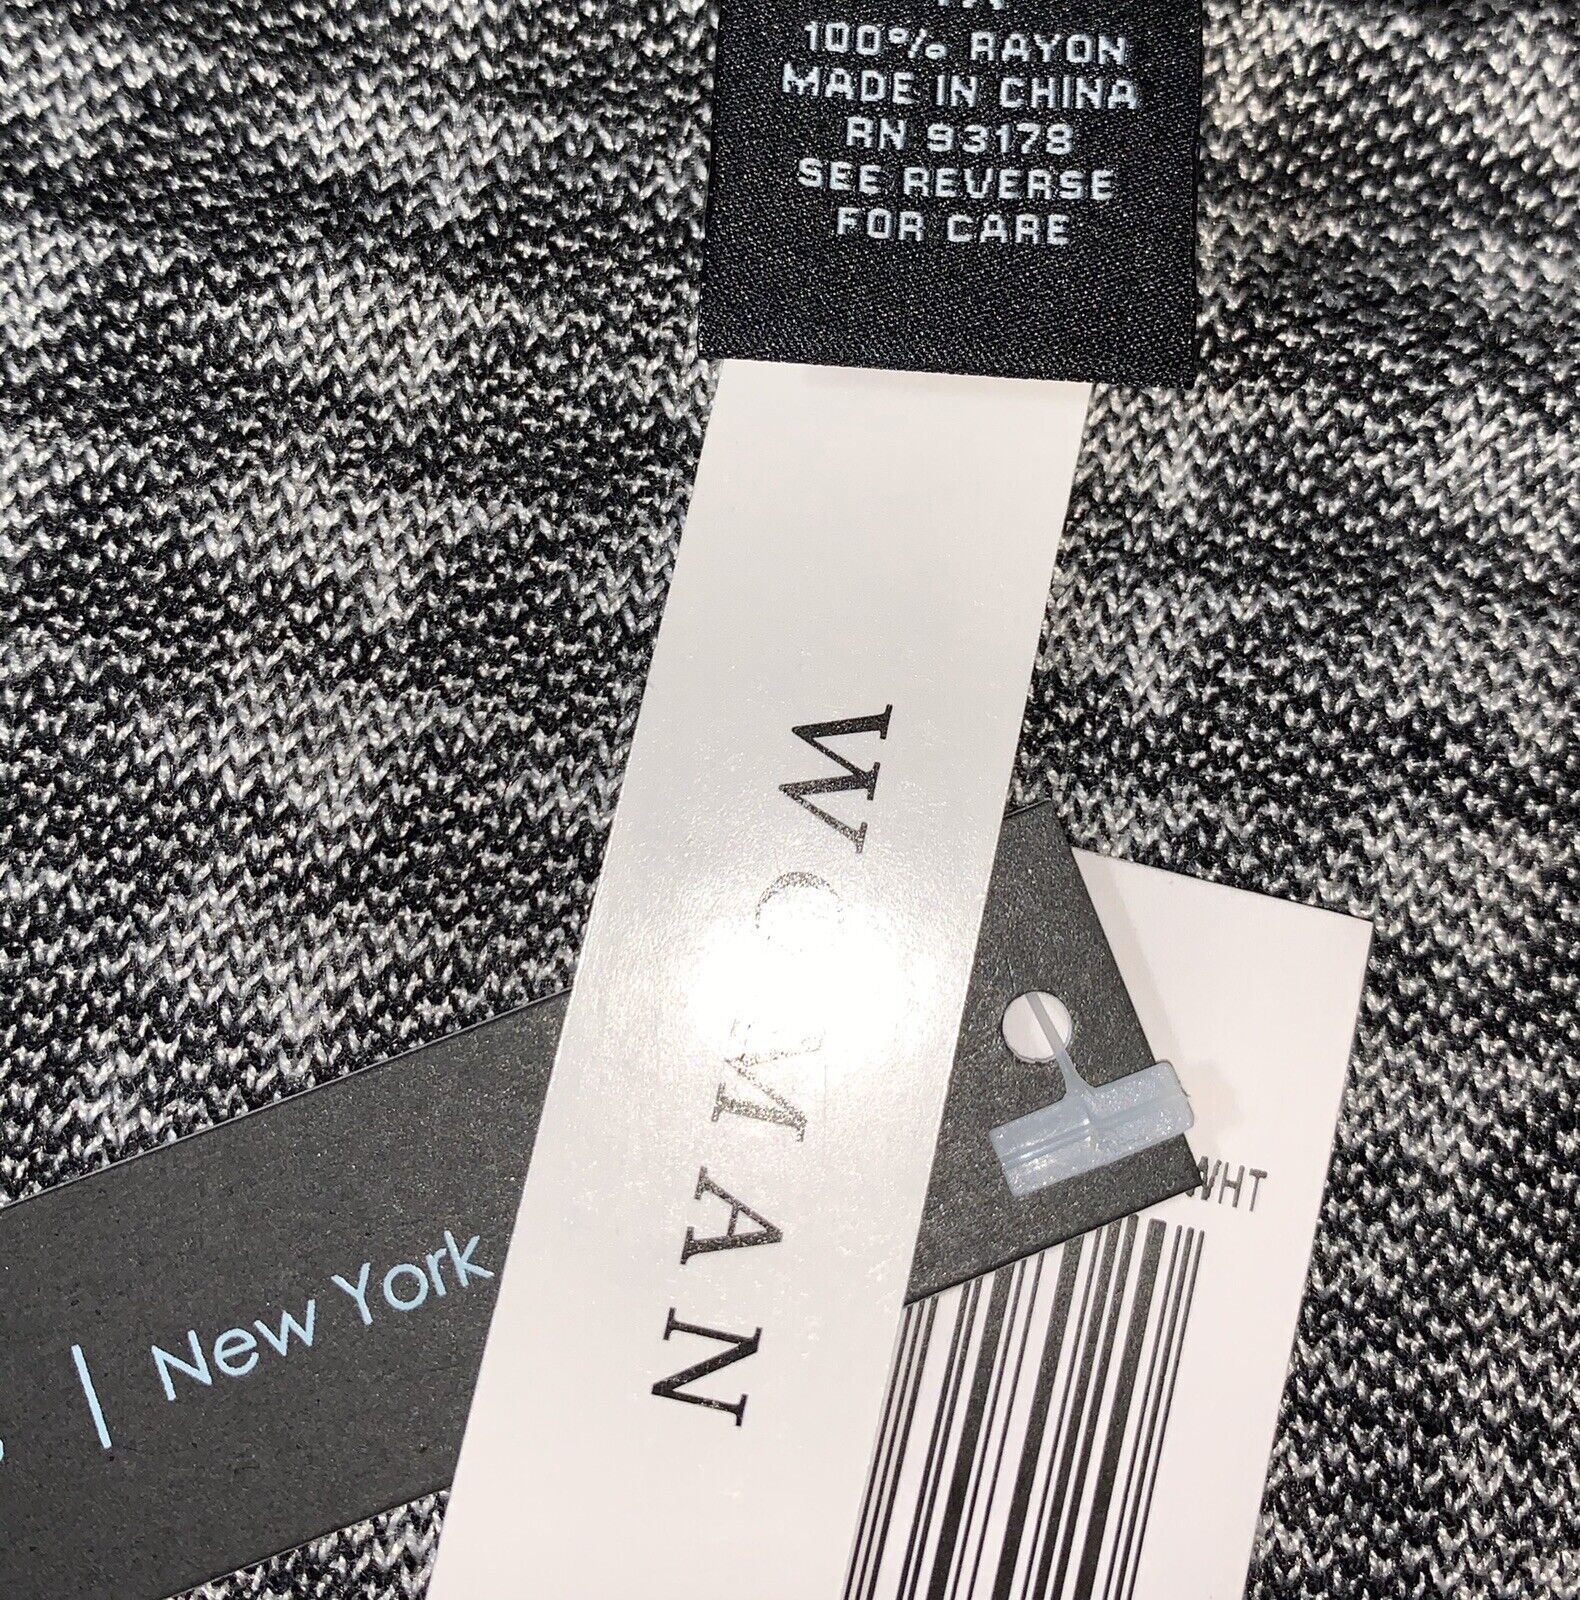 100% RAYON
MADE IN CHINA
RN 93178
SEE REVERSE
FOR CARE
WOMAN
| New York
WHT